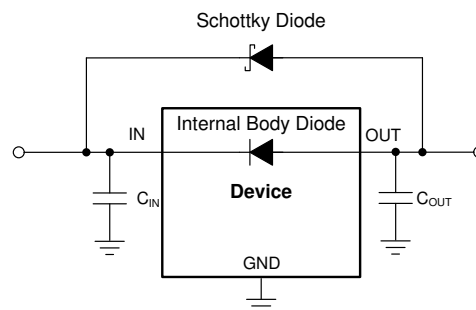 Schottky Diode
IN
Internal Body Diode
OUT
Device
CIN
COUT
GND